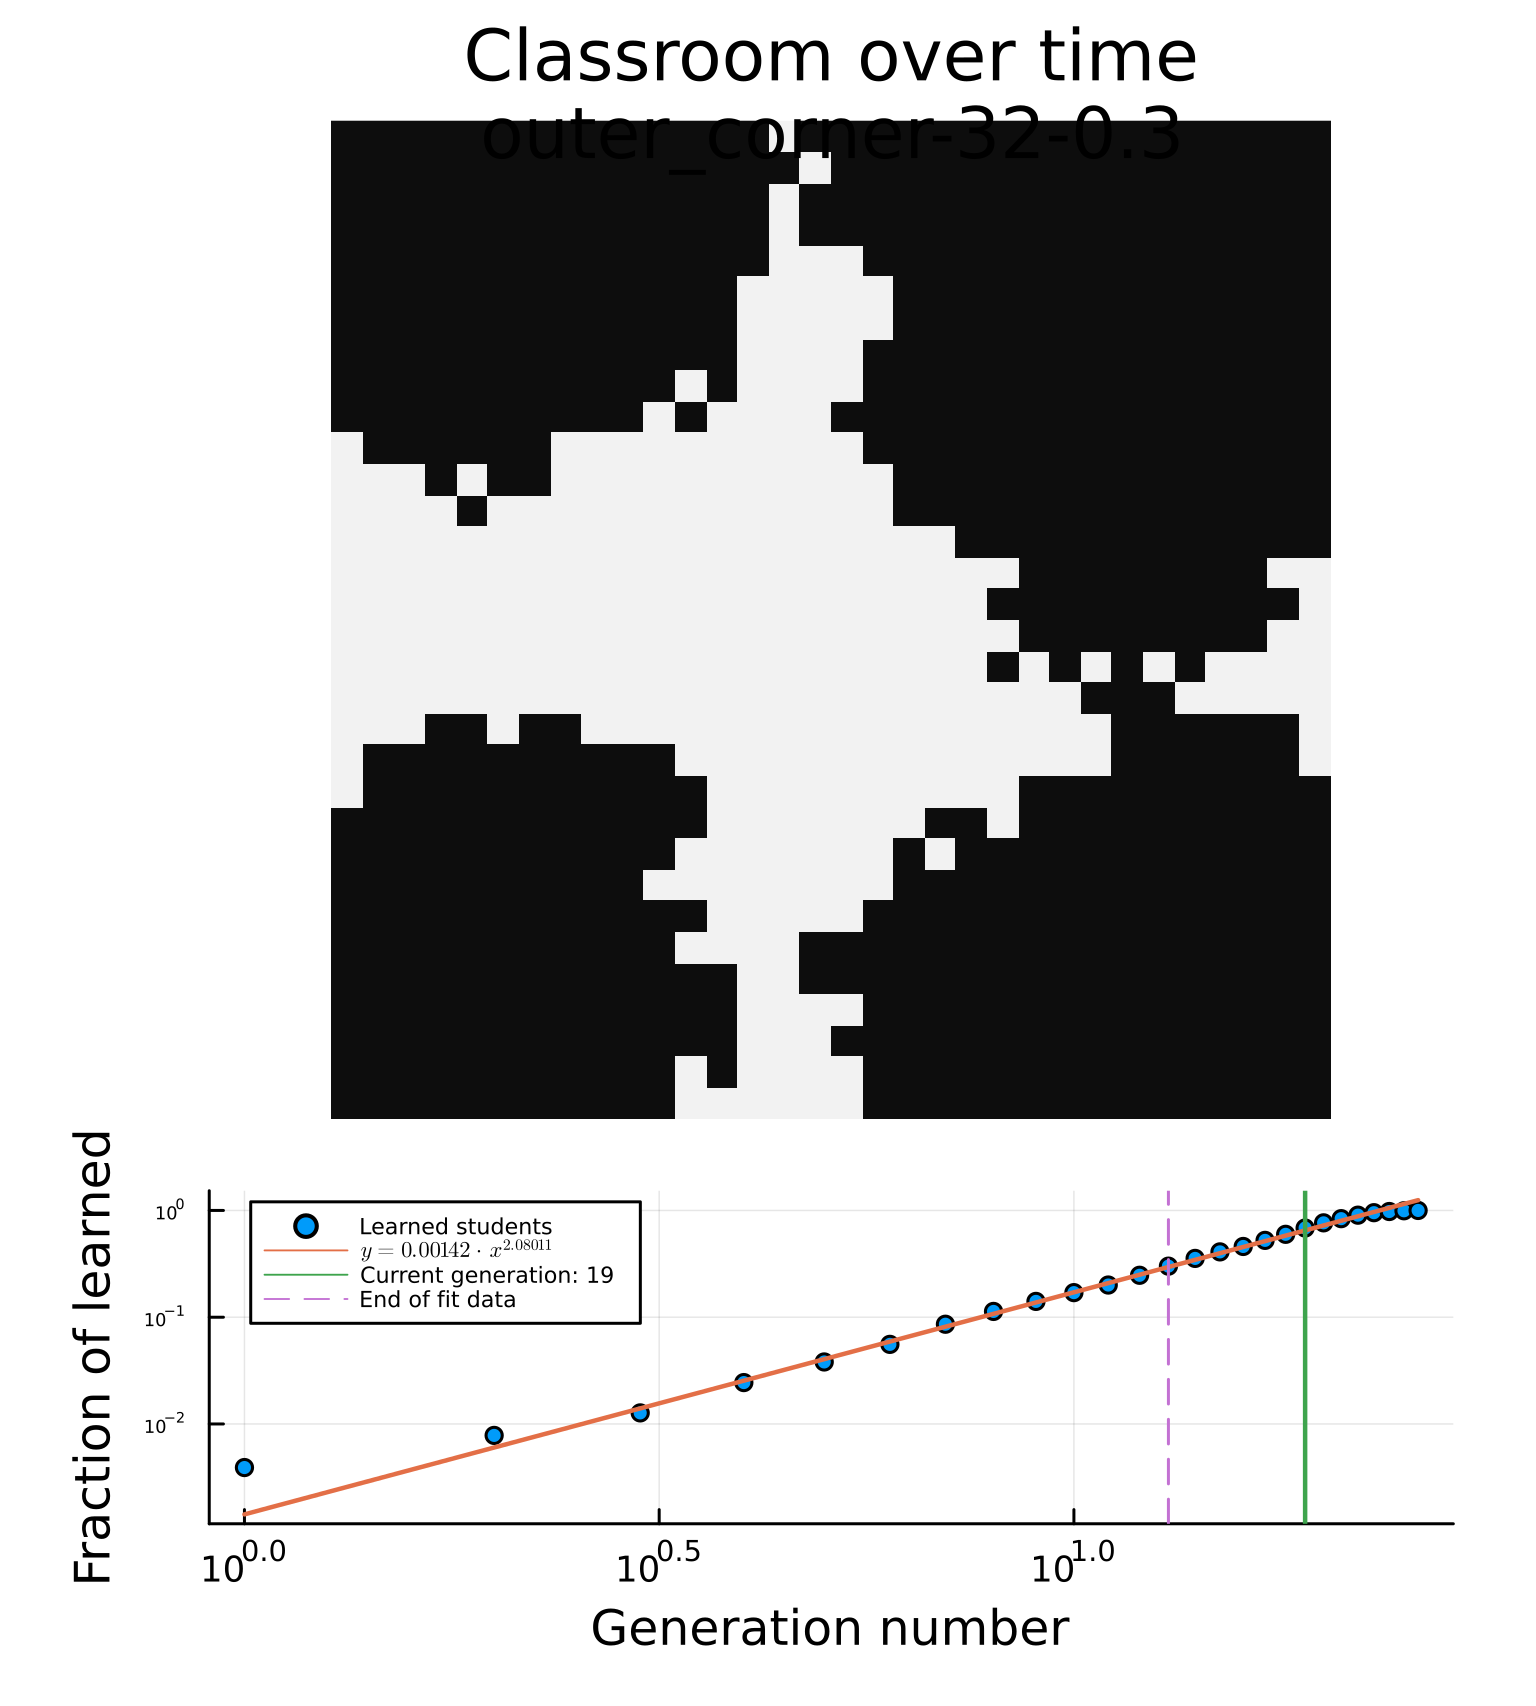 Classroom over time
outer_corner-32-0.3
Fraction of learned
10^0
10^-1
10^-2
Learned students
y = 0.00142 · x^2.08011
Current generation: 19
End of fit data
10^0.0
10^0.5
10^1.0
Generation number